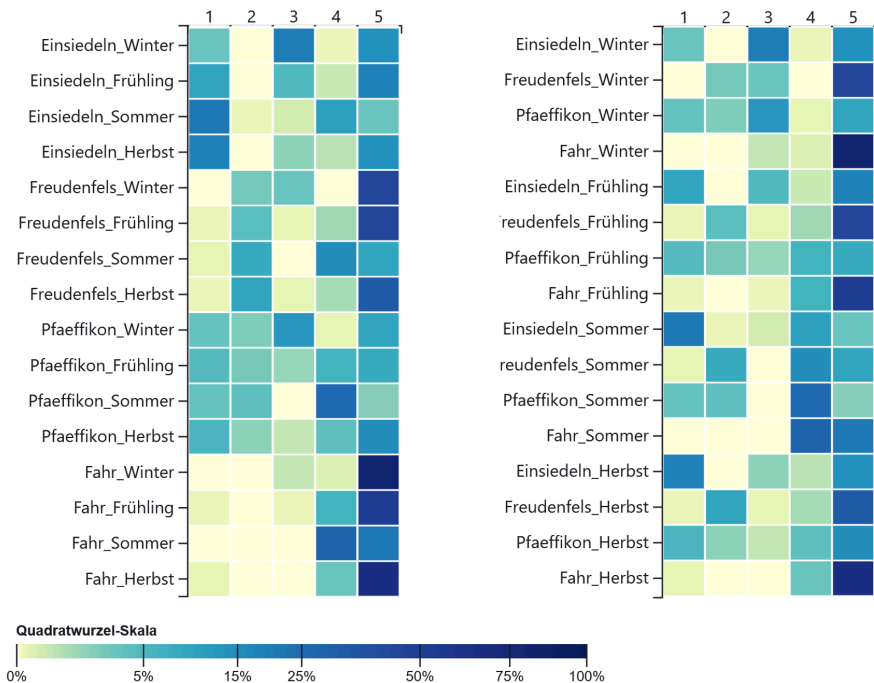 1 2 3 4 5
Einsiedeln_Winter
Einsiedeln_Frühling
Einsiedeln_Sommer
Einsiedeln_Herbst
Freudenfels_Winter
Freudenfels_Frühling
Freudenfels_Sommer
Freudenfels_Herbst
Pfaeffikon_Winter
Pfaeffikon_Frühling
Pfaeffikon_Sommer
Pfaeffikon_Herbst
Fahr_Winter
Fahr_Frühling
Fahr_Sommer
Fahr_Herbst
1 2 3 4 5
Einsiedeln_Winter
Freudenfels_Winter
Pfaeffikon_Winter
Fahr_Winter
Einsiedeln_Frühling
reudenfels_Frühling
Pfaeffikon_Frühling
Fahr_Frühling
Einsiedeln_Sommer
reudenfels_Sommer
Pfaeffikon_Sommer
Fahr_Sommer
Einsiedeln_Herbst
Freudenfels_Herbst
Pfaeffikon_Herbst
Fahr_Herbst
Quadratwurzel-Skala
0% 5% 15% 25% 50% 75% 100%